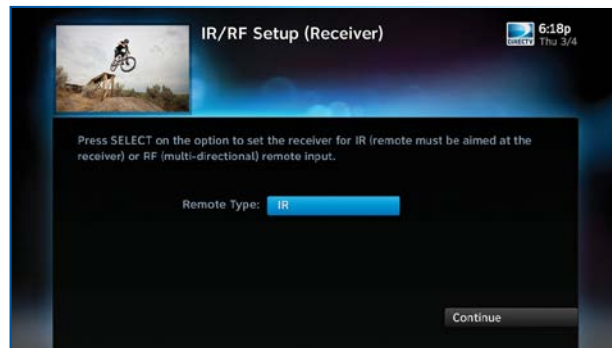 IR/RF Setup (Receiver)
DIRECTV
6:18p
Thu 3/4
Press SELECT on the option to set the receiver for IR (remote must be aimed at the
receiver) or RF (multi-directional) remote input.
Remote Type: IR
Continue